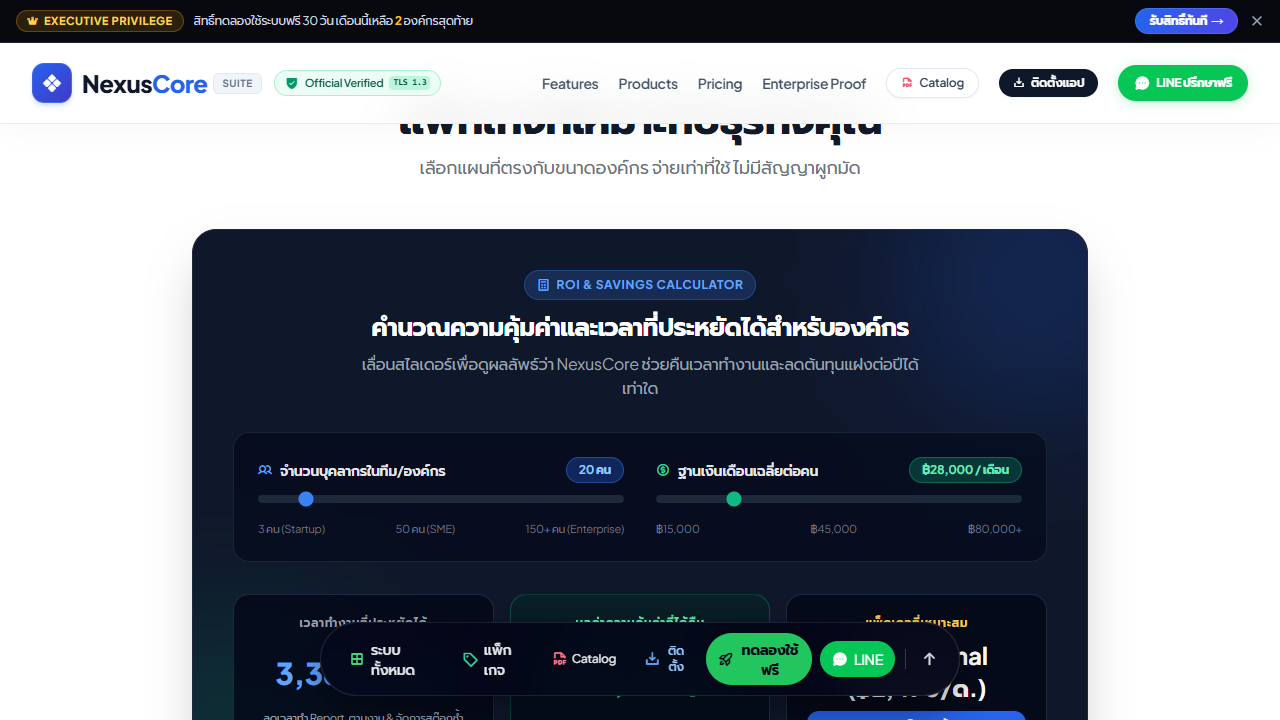 EXECUTIVE PRIVILEGE สิทธิ์ทดลองใช้ระบบฟรี 30 วัน เดือนนี้เหลือ 2 องค์กรสุดท้าย
รับสิทธิ์ทันที → ×
NexusCore SUITE Official Verified TLS 1.3
Features Products Pricing Enterprise Proof Catalog ติดตั้งแอป LINE ปรึกษาฟรี
เลือกแผนที่ตรงกับขนาดองค์กร จ่ายเท่าที่ใช้ ไม่มีสัญญาผูกมัด
ROI & SAVINGS CALCULATOR
คำนวณความคุ้มค่าและเวลาที่ประหยัดได้สำหรับองค์กร
เลื่อนสไลเดอร์เพื่อดูผลลัพธ์ว่า NexusCore ช่วยคืนเวลาทำงานและลดต้นทุนแฝงต่อปีได้
เท่าใด
จำนวนบุคลากรในทีม/องค์กร 20 คน
3 คน (Startup) 50 คน (SME) 150+ คน (Enterprise)
ฐานเงินเดือนเฉลี่ยต่อคน ฿28,000 / เดือน
฿15,000 ฿45,000 ฿80,000+
ระบบ
ทั้งหมด
แพ็ก
เกจ
Catalog
ติด
ตั้ง
ทดลองใช้
ฟรี
LINE